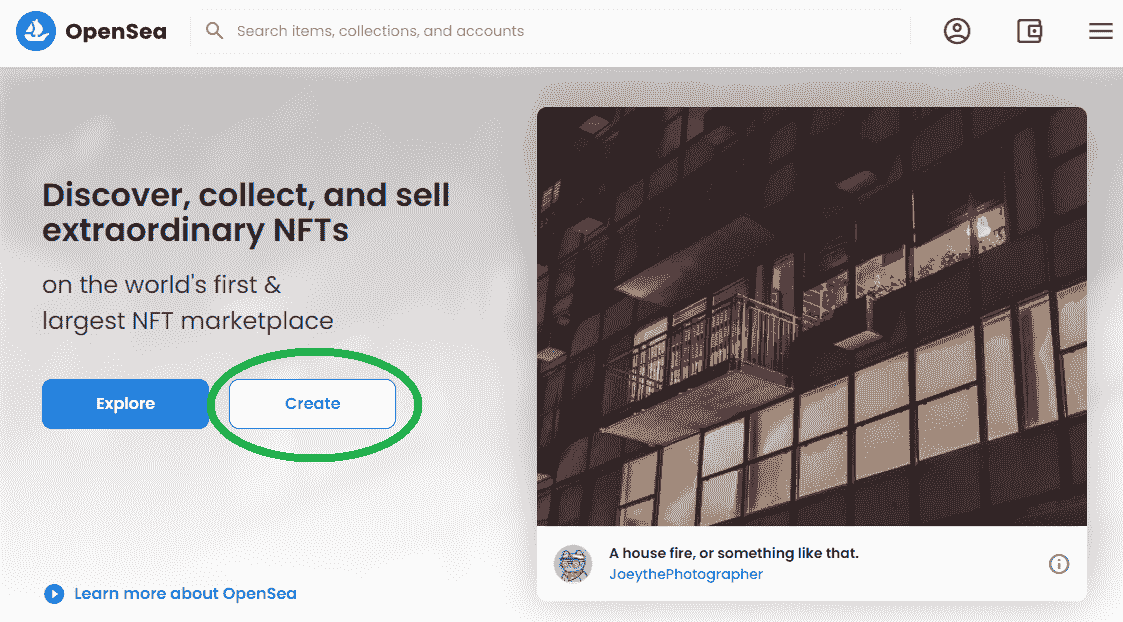 OpenSea
Search items, collections, and accounts
Discover, collect, and sell
extraordinary NFTs
on the world's first &
largest NFT marketplace
Explore
Create
Learn more about OpenSea
A house fire, or something like that.
JoeythePhotographer